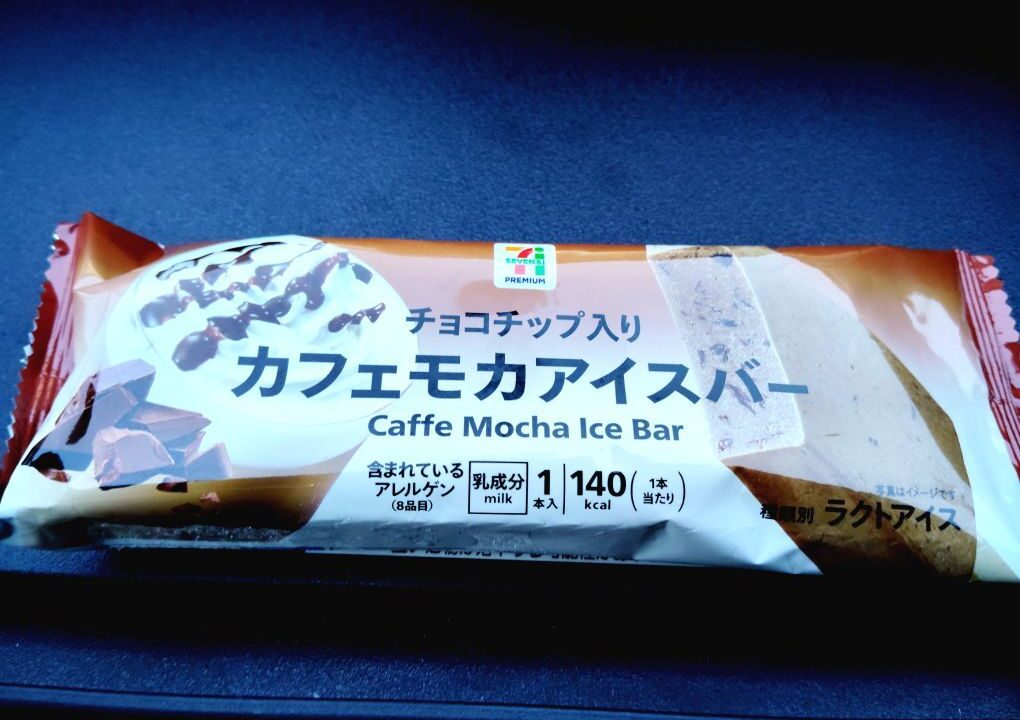 7i
SEVEN&i
PREMIUM
チョコチップ入り
カフェモカアイスバー
Caffe Mocha Ice Bar
含まれている
アレルゲン
(8品目)
乳成分
milk
1
本入
140
kcal
(1本
当たり)
写真はイメージです
種類別 ラクトアイス